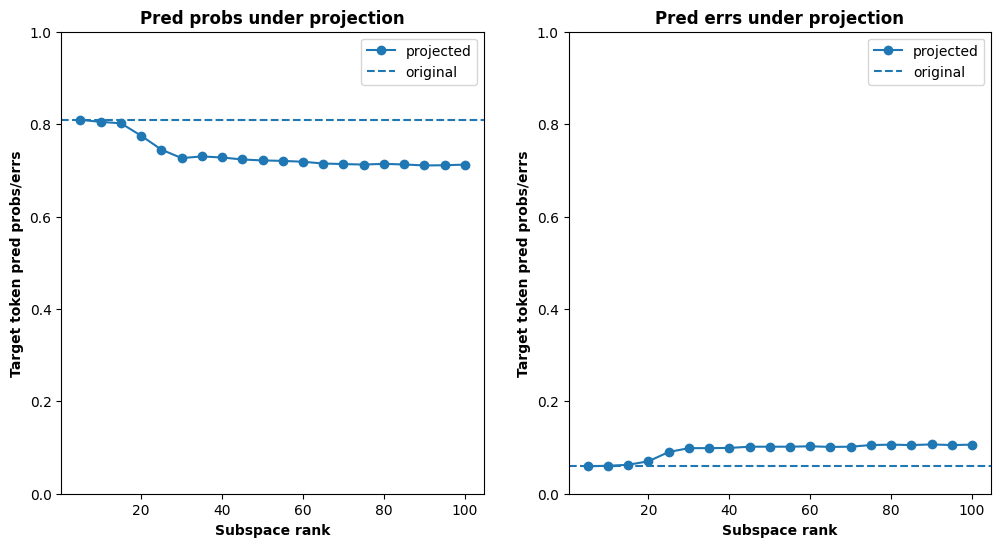 Pred probs under projection
Target token pred probs/errs
1.0
0.8
0.6
0.4
0.2
0.0
projected
original
20
40
60
80
100
Subspace rank
Pred errs under projection
Target token pred probs/errs
1.0
0.8
0.6
0.4
0.2
0.0
projected
original
20
40
60
80
100
Subspace rank